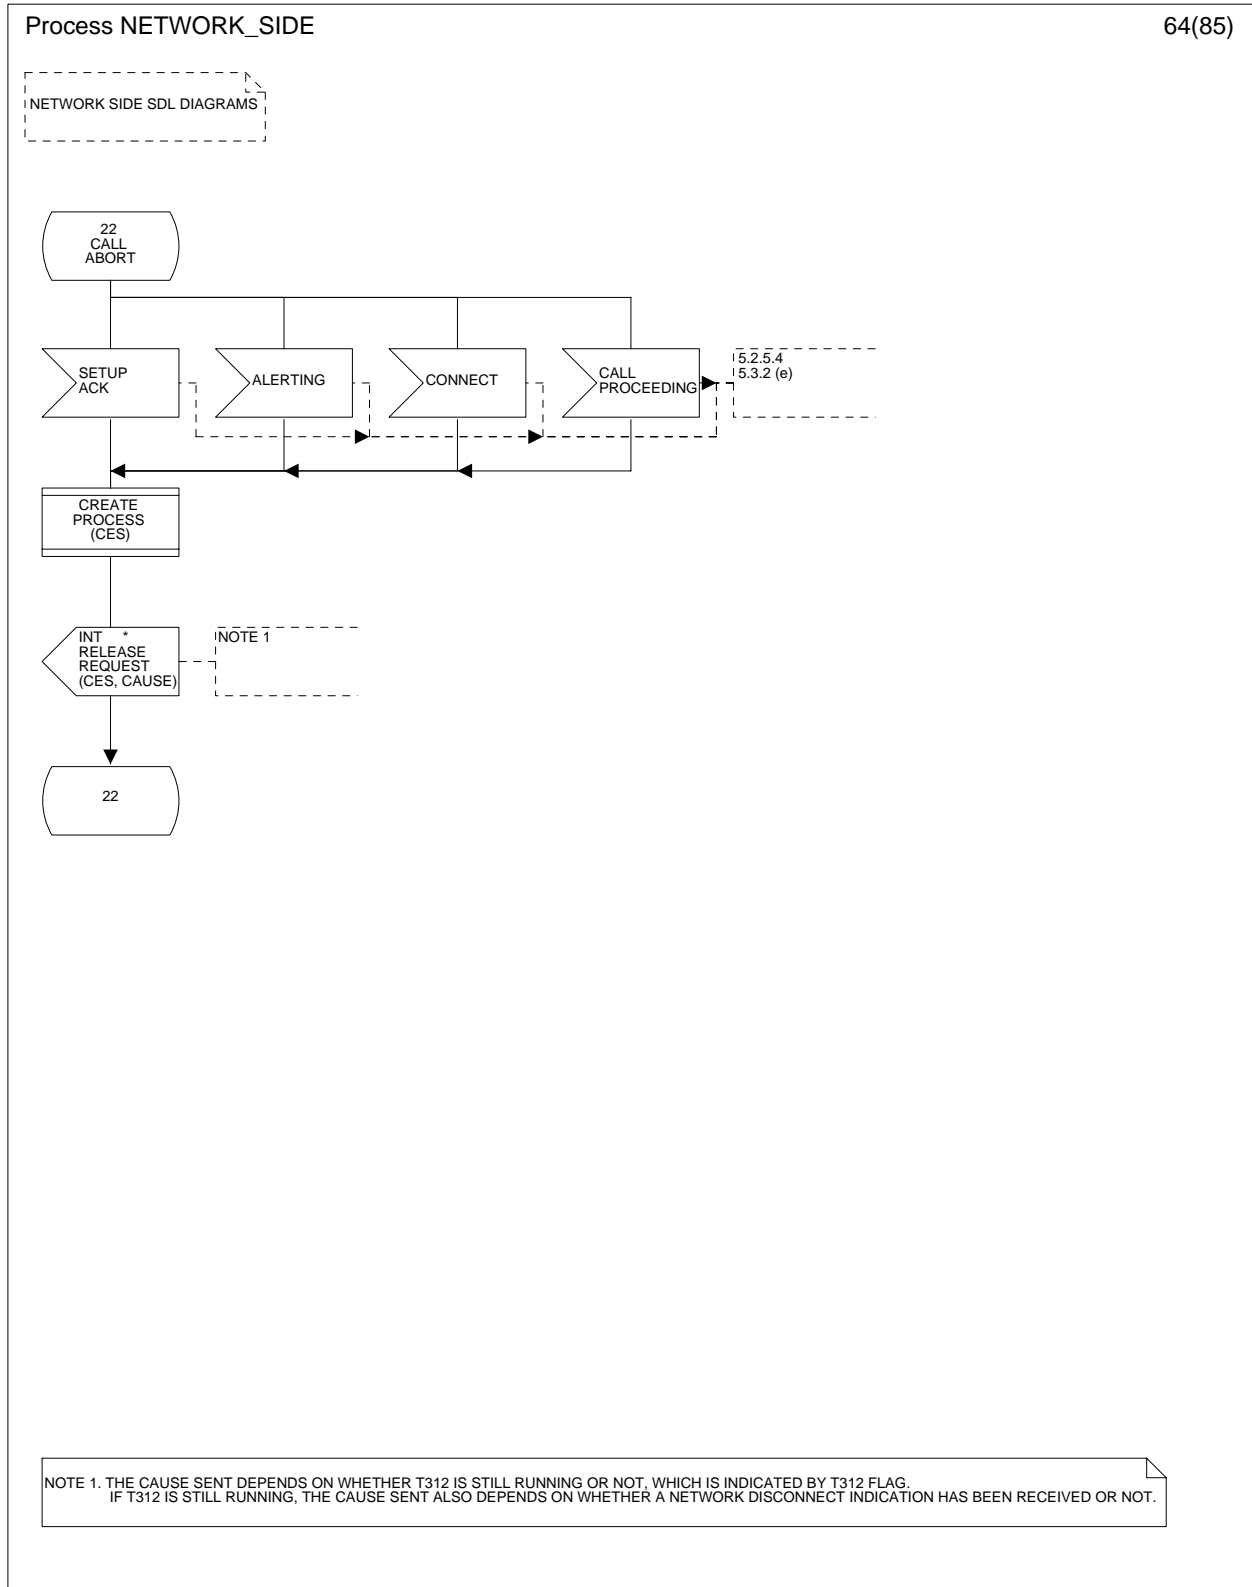 Process NETWORK_SIDE
64(85)
NETWORK SIDE SDL DIAGRAMS
22
CALL
ABORT
SETUP
ACK
ALERTING
CONNECT
CALL
PROCEEDING
5.2.5.4
5.3.2 (e)
CREATE
PROCESS
(CES)
INT *
RELEASE
REQUEST
(CES, CAUSE)
NOTE 1
22
NOTE 1. THE CAUSE SENT DEPENDS ON WHETHER T312 IS STILL RUNNING OR NOT, WHICH IS INDICATED BY T312 FLAG.
IF T312 IS STILL RUNNING, THE CAUSE SENT ALSO DEPENDS ON WHETHER A NETWORK DISCONNECT INDICATION HAS BEEN RECEIVED OR NOT.